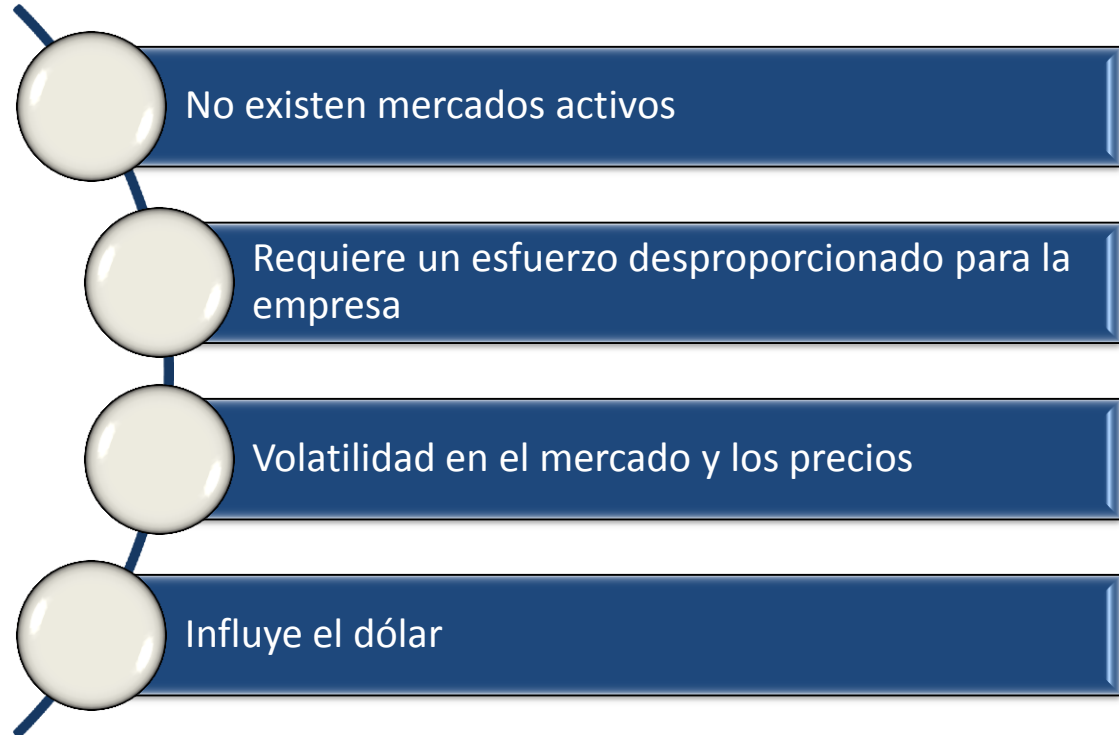 No existen mercados activos
Requiere un esfuerzo desproporcionado para la
empresa
Volatilidad en el mercado y los precios
Influye el dólar